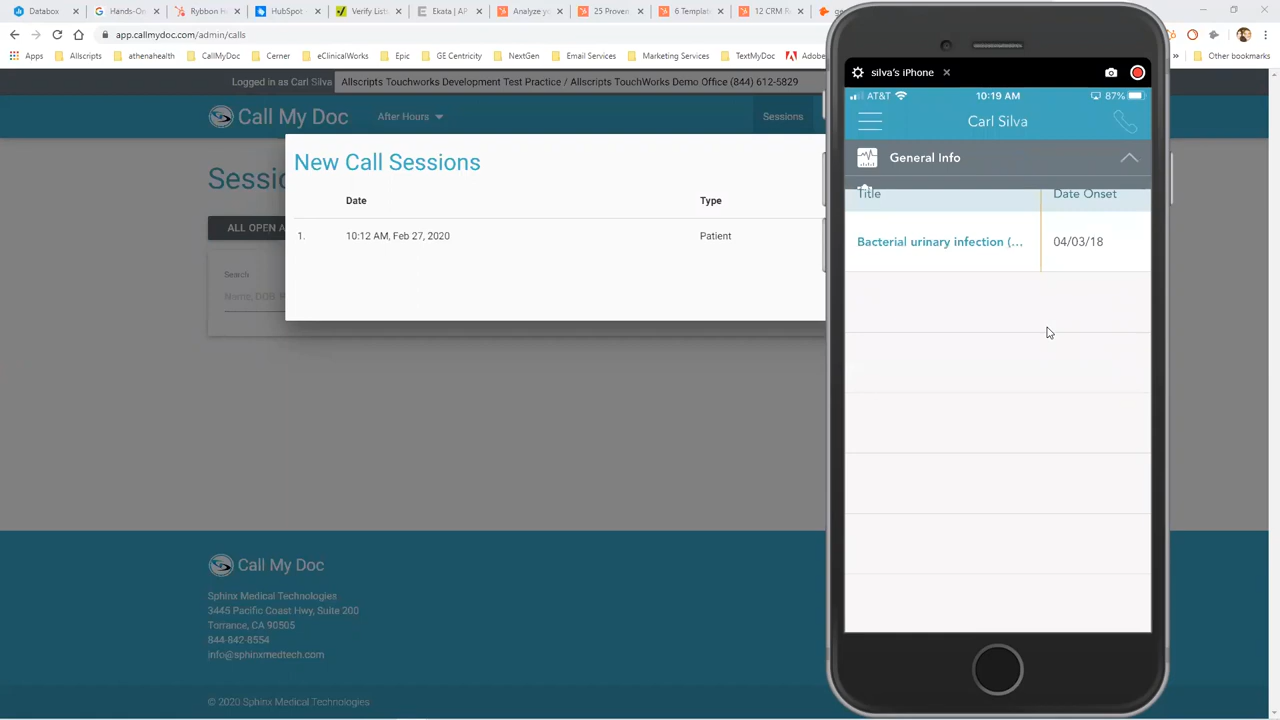 Databox
Hands-On
Rybbon H
HubSpot
Verify Lis
Ekata | AP
Analyze y
25 Proven
6 Templat
12 CRM R
app.callmydoc.com/admin/calls
Apps
Allscripts
athenahealth
Cerner
eClinicalWorks
Epic
GE Centricity
NextGen
Email Services
Marketing Services
TextMyDoc
Adobe
Other bookmarks
Logged in as Carl Silva
Allscripts Touchworks Development Test Practice / Allscripts TouchWorks Demo Office (844) 612-5829
Call My Doc
After Hours
Sessions
New Call Sessions
Date
Type
1.
10:12 AM, Feb 27, 2020
Patient
ALL OPEN
Search
Call My Doc
Sphinx Medical Technologies
3445 Pacific Coast Hwy, Suite 200
Torrance, CA 90505
844-842-8554
info@sphinxmedtech.com
© 2020 Sphinx Medical Technologies
silva's iPhone
AT&T
10:19 AM
87%
Carl Silva
General Info
Title
Date Onset
Bacterial urinary infection (...
04/03/18